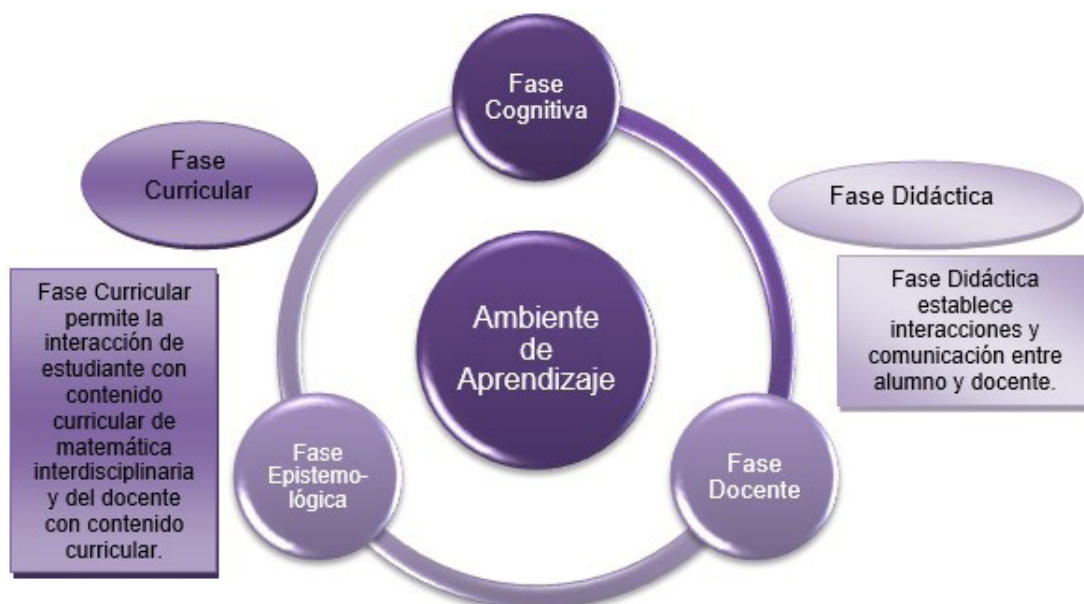 Fase
Cognitiva
Fase
Curricular
Fase Didáctica
Fase Curricular
permite la
interacción de
estudiante con
contenido
curricular de
matemática
interdisciplinaria
y del docente
con contenido
curricular.
Ambiente
de
Aprendizaje
Fase Didáctica
establece
interacciones y
comunicación entre
alumno y docente.
Fase
Epistemo-
lógica
Fase
Docente